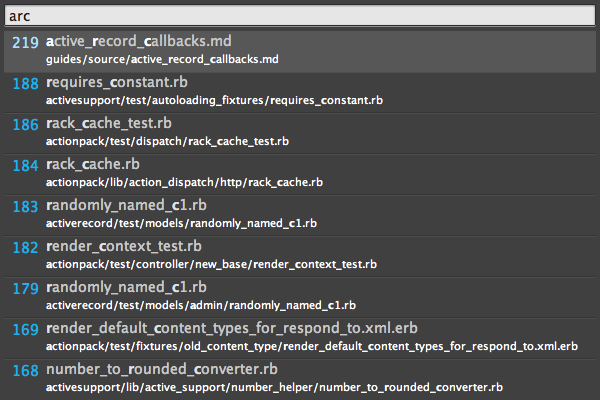 arc
219 active_record_callbacks.md
guides/source/active_record_callbacks.md
188 requires_constant.rb
activesupport/test/autoloading_fixtures/requires_constant.rb
186 rack_cache_test.rb
actionpack/test/dispatch/rack_cache_test.rb
184 rack_cache.rb
actionpack/lib/action_dispatch/http/rack_cache.rb
183 randomly_named_c1.rb
activerecord/test/models/randomly_named_c1.rb
182 render_context_test.rb
actionpack/test/controller/new_base/render_context_test.rb
179 randomly_named_c1.rb
activerecord/test/models/admin/randomly_named_c1.rb
169 render_default_content_types_for_respond_to.xml.erb
actionpack/test/fixtures/old_content_type/render_default_content_types_for_respond_to.xml.erb
168 number_to_rounded_converter.rb
activesupport/lib/active_support/number_helper/number_to_rounded_converter.rb